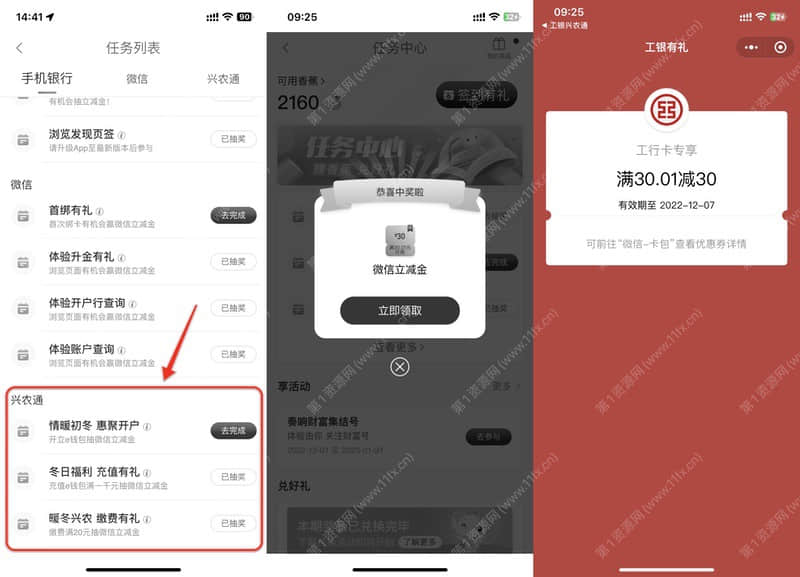 14:41
90
任务列表
手机银行
微信
兴农通
有机会抽立减金!
浏览发现页签
请升级App至最新版本后参与
已抽奖
微信
首绑有礼
首次绑卡有机会赢微信立减金
去完成
体验升金有礼
浏览页面有机会赢微信立减金
已抽奖
体验开户行查询
浏览页面有机会赢微信立减金
已抽奖
体验账户查询
浏览页面有机会赢微信立减金
已抽奖
兴农通
情暖初冬 惠聚开户
开立e钱包抽微信立减金
去完成
冬日福利 充值有礼
充值e钱包满一千元抽微信立减金
已抽奖
暖冬兴农 缴费有礼
缴费满20元抽微信立减金
已抽奖
09:25
32
任务中心
可用香蕉
2160
签到有礼
任务中心
恭喜中奖啦
¥30
微信立减金
立即领取
查看更多
享活动
更多
奏响财富集结号
体验由你 关注财富号
2022-12-07 至 2025-01-07
去参与
兑好礼
本期奖品已兑换完毕
了解更多
09:25
32
工银兴农通
工银有礼
工行卡专享
满30.01减30
有效期至 2022-12-07
可前往“微信-卡包”查看优惠券详情
第1资源网(www.11fx.cn)